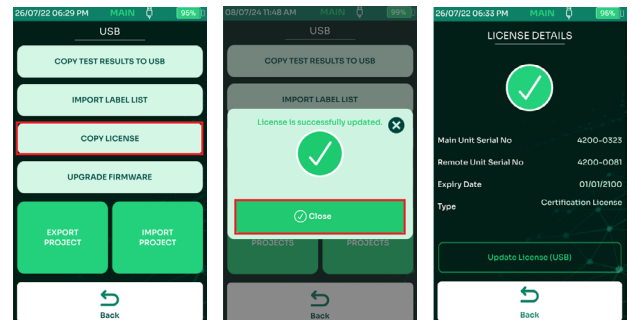 26/07/22 06:29 PM MAIN 95%
USB
COPY TEST RESULTS TO USB
IMPORT LABEL LIST
COPY LICENSE
UPGRADE FIRMWARE
EXPORT
PROJECT
IMPORT
PROJECT
Back
08/07/24 11:48 AM MAIN 99%
USB
COPY TEST RESULTS TO USB
IMPORT LABEL LIST
License is successfully updated.
Close
PROJECTS
PROJECTS
Back
26/07/22 06:33 PM MAIN 96%
LICENSE DETAILS
Main Unit Serial No 4200-0323
Remote Unit Serial No 4200-0081
Expiry Date 01/01/2100
Type Certification License
Update License (USB)
Back